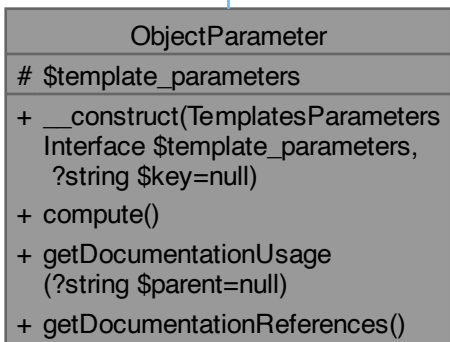 ObjectParameter
# $template_parameters
+ __construct(TemplatesParameters
Interface $template_parameters,
?string $key=null)
+ compute()
+ getDocumentationUsage
(?string $parent=null)
+ getDocumentationReferences()